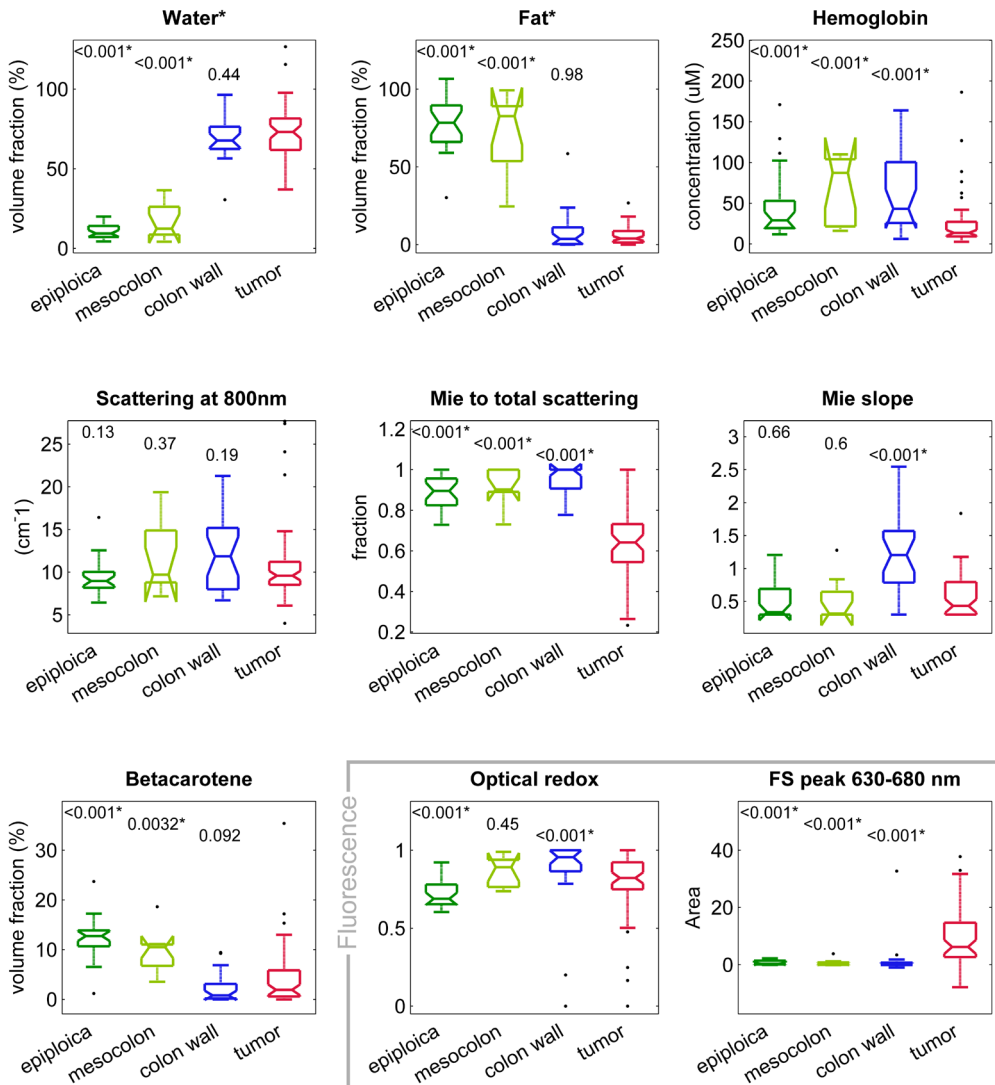 Water*
Fat*
Hemoglobin
volume fraction (%)
100
50
0
<0.001*
<0.001*
0.44
epiploica
mesocolon
colon wall
tumor
volume fraction (%)
100
50
0
<0.001*
<0.001*
0.98
epiploica
mesocolon
colon wall
tumor
concentration (uM)
250
200
150
100
50
0
<0.001*
<0.001*
<0.001*
epiploica
mesocolon
colon wall
tumor
Scattering at 800nm
Mie to total scattering
Mie slope
(cm-1)
25
20
15
10
5
0.13
0.37
0.19
epiploica
mesocolon
colon wall
tumor
fraction
1.2
1
0.8
0.6
0.4
0.2
<0.001*
<0.001*
<0.001*
epiploica
mesocolon
colon wall
tumor
3
2.5
2
1.5
1
0.5
0.66
0.6
<0.001*
epiploica
mesocolon
colon wall
tumor
Betacarotene
Optical redox
FS peak 630-680 nm
volume fraction (%)
30
20
10
0
<0.001*
0.0032*
0.092
epiploica
mesocolon
colon wall
tumor
Fluorescence
1
0.5
0
<0.001*
0.45
<0.001*
epiploica
mesocolon
colon wall
tumor
Area
40
20
0
<0.001*
<0.001*
<0.001*
epiploica
mesocolon
colon wall
tumor